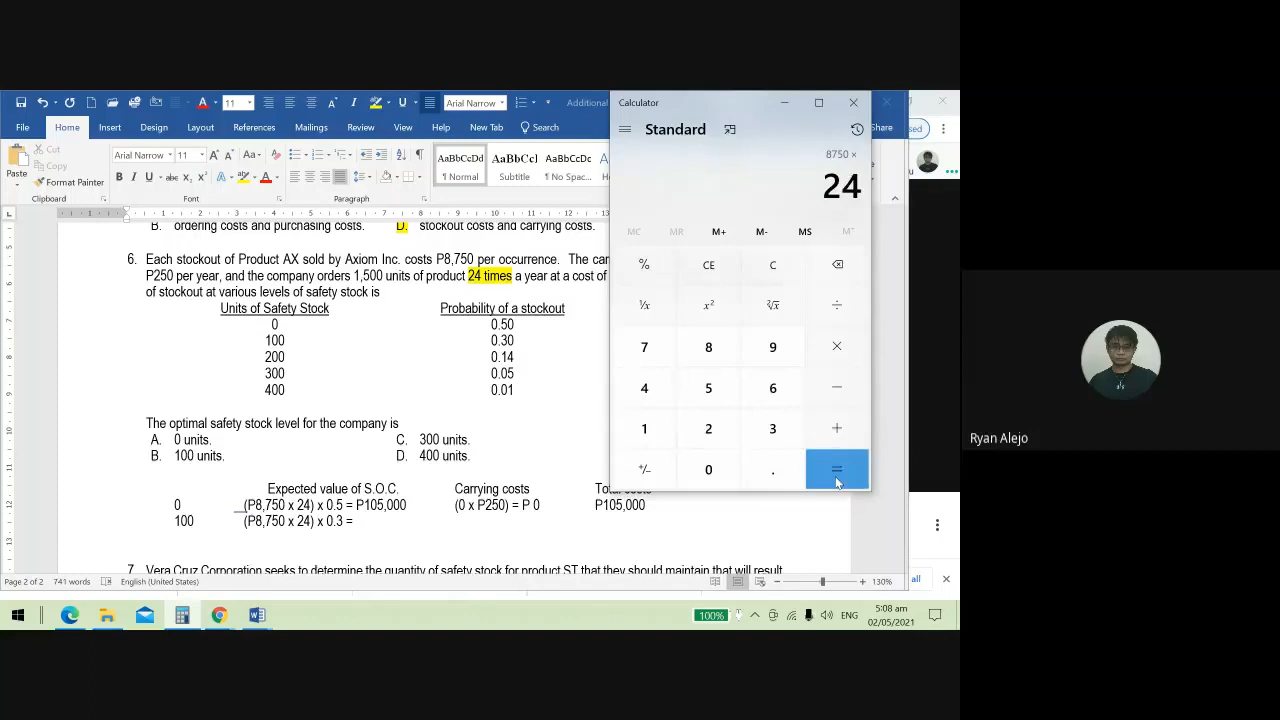 11
Arial Narrow
Additional
File
Home
Insert
Design
Layout
References
Mailings
Review
View
Help
New Tab
Search
Share
Paste
Cut
Copy
Format Painter
Arial Narrow
11
Clipboard
Font
Paragraph
AaBbCcDd
¶ Normal
AaBbCcI
Subtitle
AaBbCcDc
¶ No Spac...
B. ordering costs and purchasing costs. D. stockout costs and carrying costs.
6. Each stockout of Product AX sold by Axiom Inc. costs P8,750 per occurrence. The car
P250 per year, and the company orders 1,500 units of product 24 times a year at a cost of
of stockout at various levels of safety stock is
Units of Safety Stock Probability of a stockout
0 0.50
100 0.30
200 0.14
300 0.05
400 0.01
The optimal safety stock level for the company is
A. 0 units. C. 300 units.
B. 100 units. D. 400 units.
Expected value of S.O.C. Carrying costs Total costs
0 (P8,750 x 24) x 0.5 = P105,000 (0 x P250) = P 0 P105,000
100 (P8,750 x 24) x 0.3 =
7. Vera Cruz Corporation seeks to determine the quantity of safety stock for product ST that they should maintain that will result
Page 2 of 2 741 words English (United States) 130%
Calculator
Standard
8750 ×
24
MC MR M+ M- MS
% CE C
¹/x x² ²√x ÷
7 8 9 ×
4 5 6 −
1 2 3 +
+/− 0 . =
all
100%
ENG
5:08 am
02/05/2021
Ryan Alejo